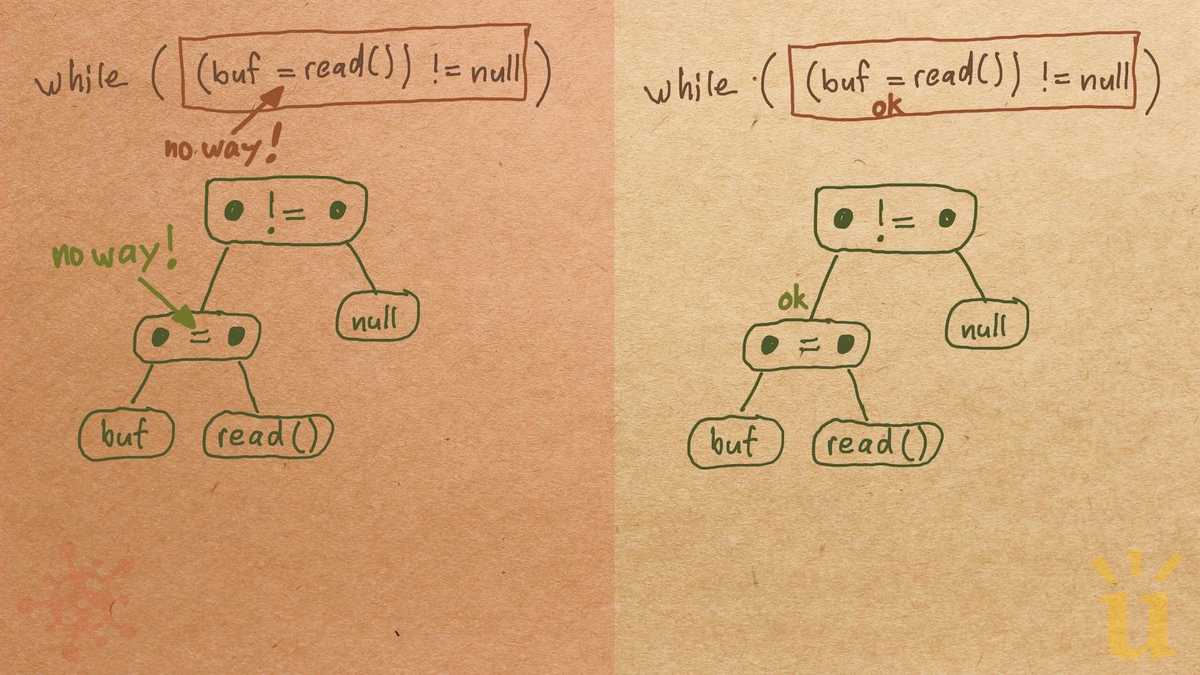 while ( (buf = read()) != null )
no way!
• != •
no way!
• = •
null
buf
read()
while ( (buf = read()) != null )
ok
• != •
ok
• = •
null
buf
read()
u